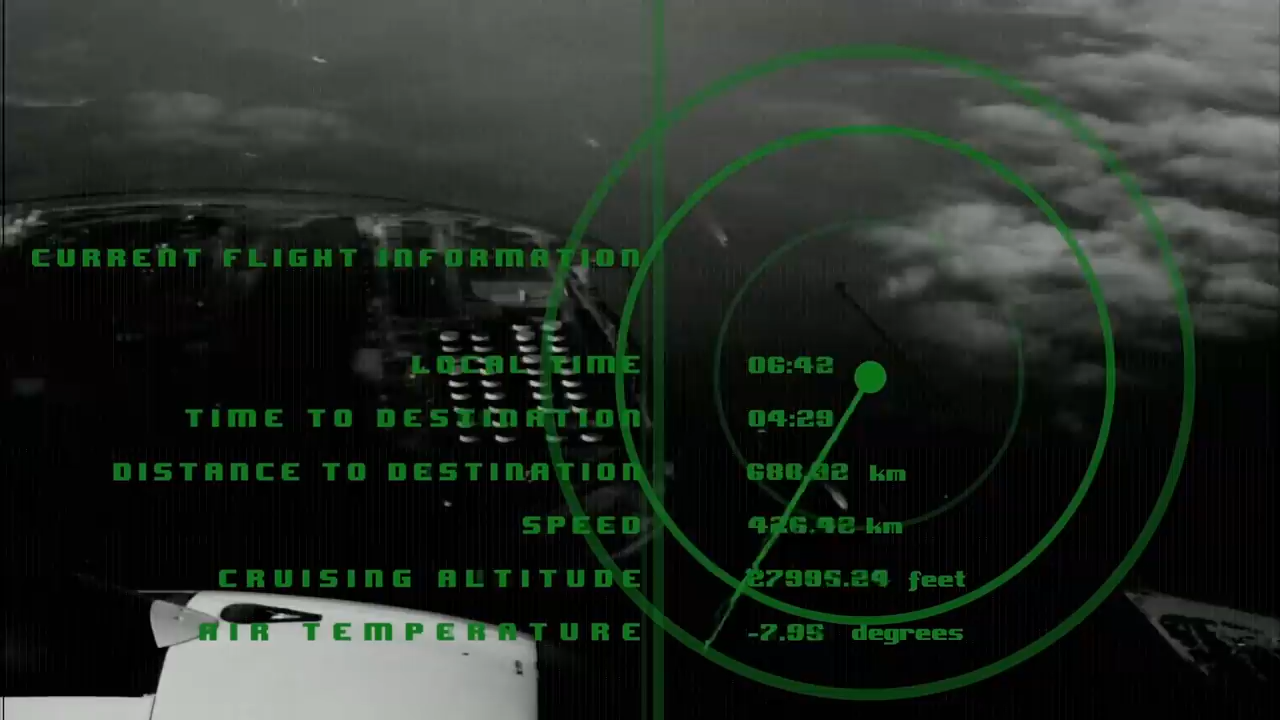 CURRENT FLIGHT INFORMATION
LOCAL TIME 06:42
TIME TO DESTINATION 04:29
DISTANCE TO DESTINATION km
SPEED 426.42 km
CRUISING ALTITUDE 27995.24 feet
AIR TEMPERATURE -7.95 degrees